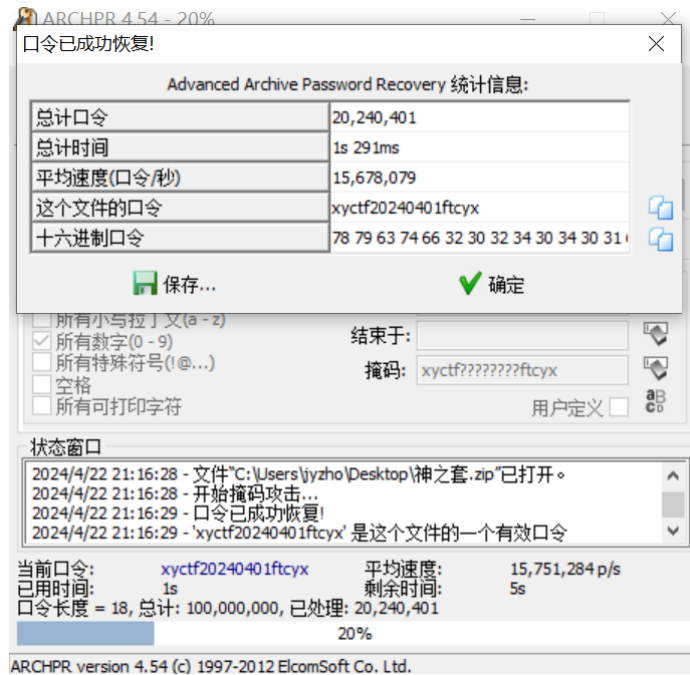 ARCHPR 4.54 - 20%
口令已成功恢复!
Advanced Archive Password Recovery 统计信息:
总计口令 20,240,401
总计时间 1s 291ms
平均速度(口令/秒) 15,678,079
这个文件的口令 xyctf20240401ftcyx
十六进制口令 78 79 63 74 66 32 30 32 34 30 34 30 31
保存... 确定
所有小写拉丁文(a - z)
所有数字(0 - 9) 结束于:
所有特殊符号(!@...) 掩码: xyctf????????ftcyx
空格
所有可打印字符 用户定义
状态窗口
2024/4/22 21:16:28 - 文件"C:\Users\jyzho\Desktop\神之套.zip"已打开。
2024/4/22 21:16:28 - 开始掩码攻击...
2024/4/22 21:16:29 - 口令已成功恢复!
2024/4/22 21:16:29 - 'xyctf20240401ftcyx' 是这个文件的一个有效口令
当前口令: xyctf20240401ftcyx 平均速度: 15,751,284 p/s
已用时间: 1s 剩余时间: 5s
口令长度 = 18, 总计: 100,000,000, 已处理: 20,240,401
20%
ARCHPR version 4.54 (c) 1997-2012 ElcomSoft Co. Ltd.